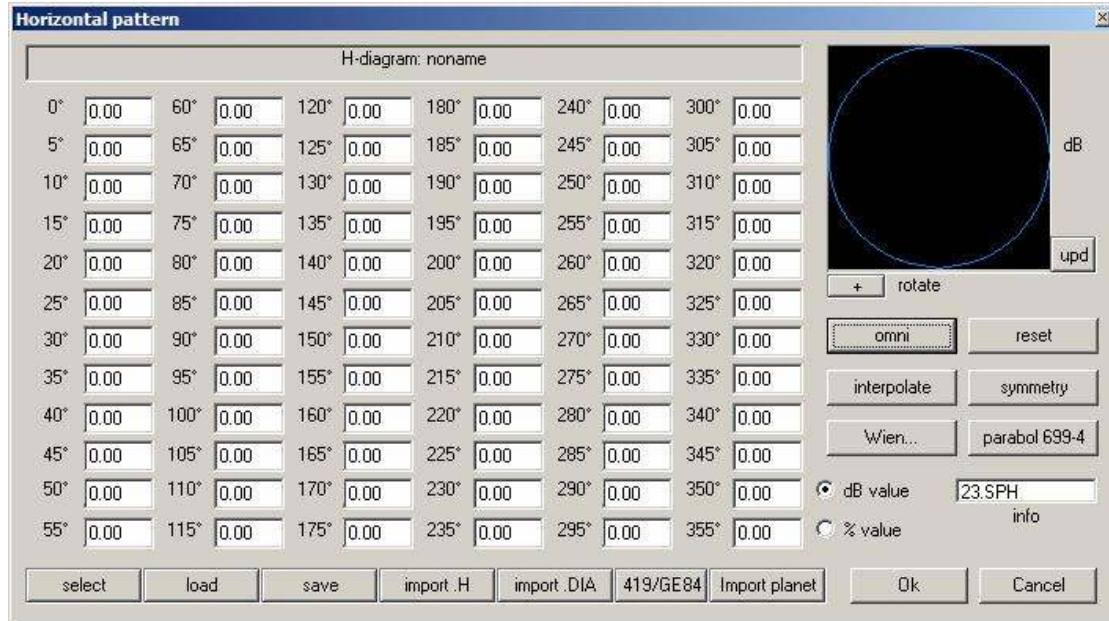 Horizontal pattern
H-diagram: noname
0° 0.00 60° 0.00 120° 0.00 180° 0.00 240° 0.00 300° 0.00
5° 0.00 65° 0.00 125° 0.00 185° 0.00 245° 0.00 305° 0.00 dB
10° 0.00 70° 0.00 130° 0.00 190° 0.00 250° 0.00 310° 0.00
15° 0.00 75° 0.00 135° 0.00 195° 0.00 255° 0.00 315° 0.00
20° 0.00 80° 0.00 140° 0.00 200° 0.00 260° 0.00 320° 0.00 upd
25° 0.00 85° 0.00 145° 0.00 205° 0.00 265° 0.00 325° 0.00 + rotate
30° 0.00 90° 0.00 150° 0.00 210° 0.00 270° 0.00 330° 0.00 omni reset
35° 0.00 95° 0.00 155° 0.00 215° 0.00 275° 0.00 335° 0.00 interpolate symmetry
40° 0.00 100° 0.00 160° 0.00 220° 0.00 280° 0.00 340° 0.00 Wien... parabol 699-4
45° 0.00 105° 0.00 165° 0.00 225° 0.00 285° 0.00 345° 0.00
50° 0.00 110° 0.00 170° 0.00 230° 0.00 290° 0.00 350° 0.00 dB value 23.SPH
info
55° 0.00 115° 0.00 175° 0.00 235° 0.00 295° 0.00 355° 0.00 % value
select load save import .H import .DIA 419/GE84 Import planet Ok Cancel